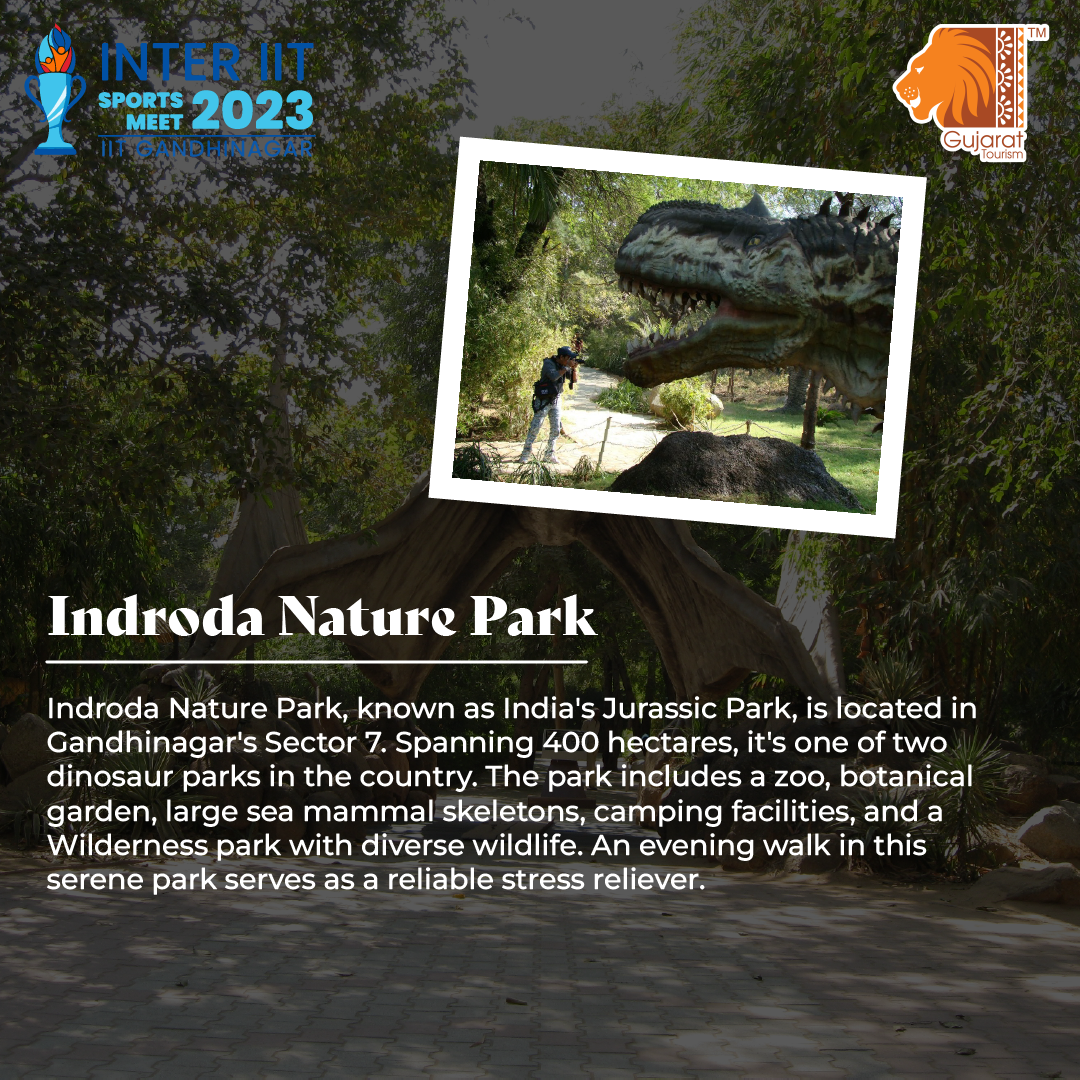 INTER IIT
SPORTS
MEET 2023
IIT GANDHINAGAR
TM
Gujarat
Tourism
Indroda Nature Park
Indroda Nature Park, known as India's Jurassic Park, is located in
Gandhinagar's Sector 7. Spanning 400 hectares, it's one of two
dinosaur parks in the country. The park includes a zoo, botanical
garden, large sea mammal skeletons, camping facilities, and a
Wilderness park with diverse wildlife. An evening walk in this
serene park serves as a reliable stress reliever.